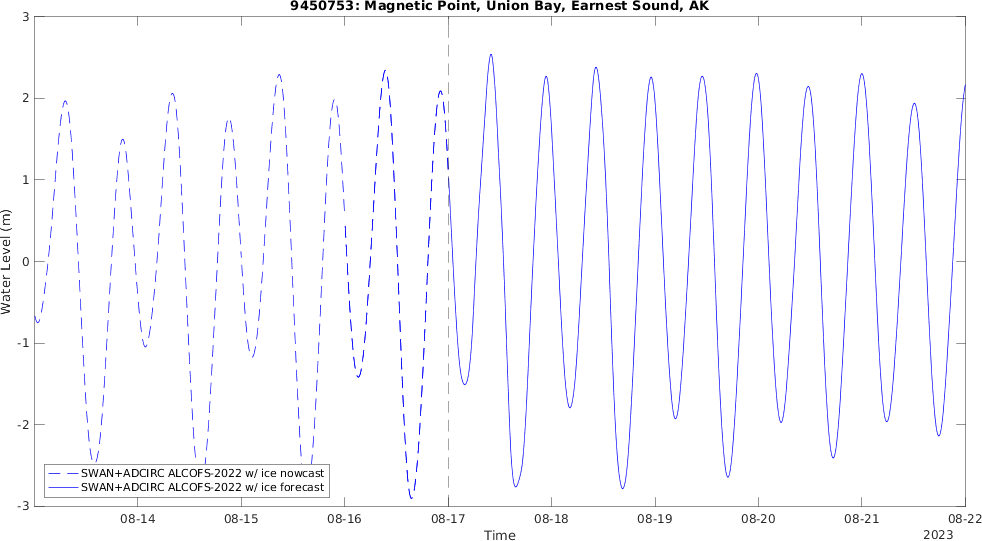 9450753: Magnetic Point, Union Bay, Earnest Sound, AK
3
2
1
0
-1
-2
-3
Water Level (m)
SWAN+ADCIRC ALCOFS-2022 w/ ice nowcast
SWAN+ADCIRC ALCOFS-2022 w/ ice forecast
08-14 08-15 08-16 08-17 08-18 08-19 08-20 08-21 08-22
Time
2023